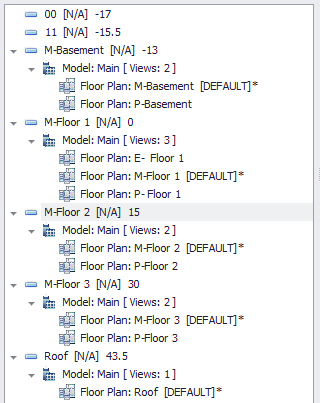 00 [N/A] -17
11 [N/A] -15.5
M-Basement [N/A] -13
Model: Main [ Views: 2 ]
Floor Plan: M-Basement [DEFAULT]*
Floor Plan: P-Basement
M-Floor 1 [N/A] 0
Model: Main [ Views: 3 ]
Floor Plan: E- Floor 1
Floor Plan: M-Floor 1 [DEFAULT]*
Floor Plan: P- Floor 1
M-Floor 2 [N/A] 15
Model: Main [ Views: 2 ]
Floor Plan: M-Floor 2 [DEFAULT]*
Floor Plan: P-Floor 2
M-Floor 3 [N/A] 30
Model: Main [ Views: 2 ]
Floor Plan: M-Floor 3 [DEFAULT]*
Floor Plan: P-Floor 3
Roof [N/A] 43.5
Model: Main [ Views: 1 ]
Floor Plan: Roof [DEFAULT]*